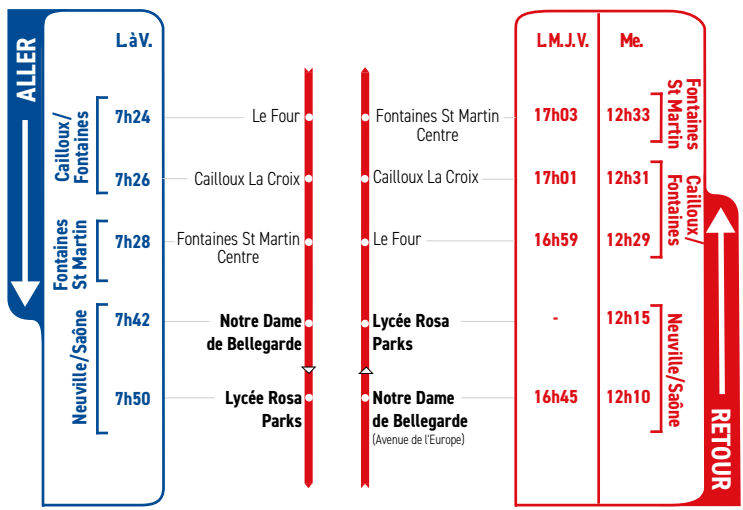 ALLER
L.àV.
Cailloux/
Fontaines
7h24
Le Four
7h26
Cailloux La Croix
Fontaines
St Martin
7h28
Fontaines St Martin
Centre
Neuville/Saône
7h42
Notre Dame
de Bellegarde
7h50
Lycée Rosa
Parks
L.M.J.V.
Me.
Fontaines St Martin
Centre
17h03
12h33
Fontaines
St Martin
Cailloux La Croix
17h01
12h31
Cailloux/
Fontaines
Le Four
16h59
12h29
Lycée Rosa
Parks
-
12h15
Neuville/Saône
Notre Dame
de Bellegarde
(Avenue de l'Europe)
16h45
12h10
RETOUR